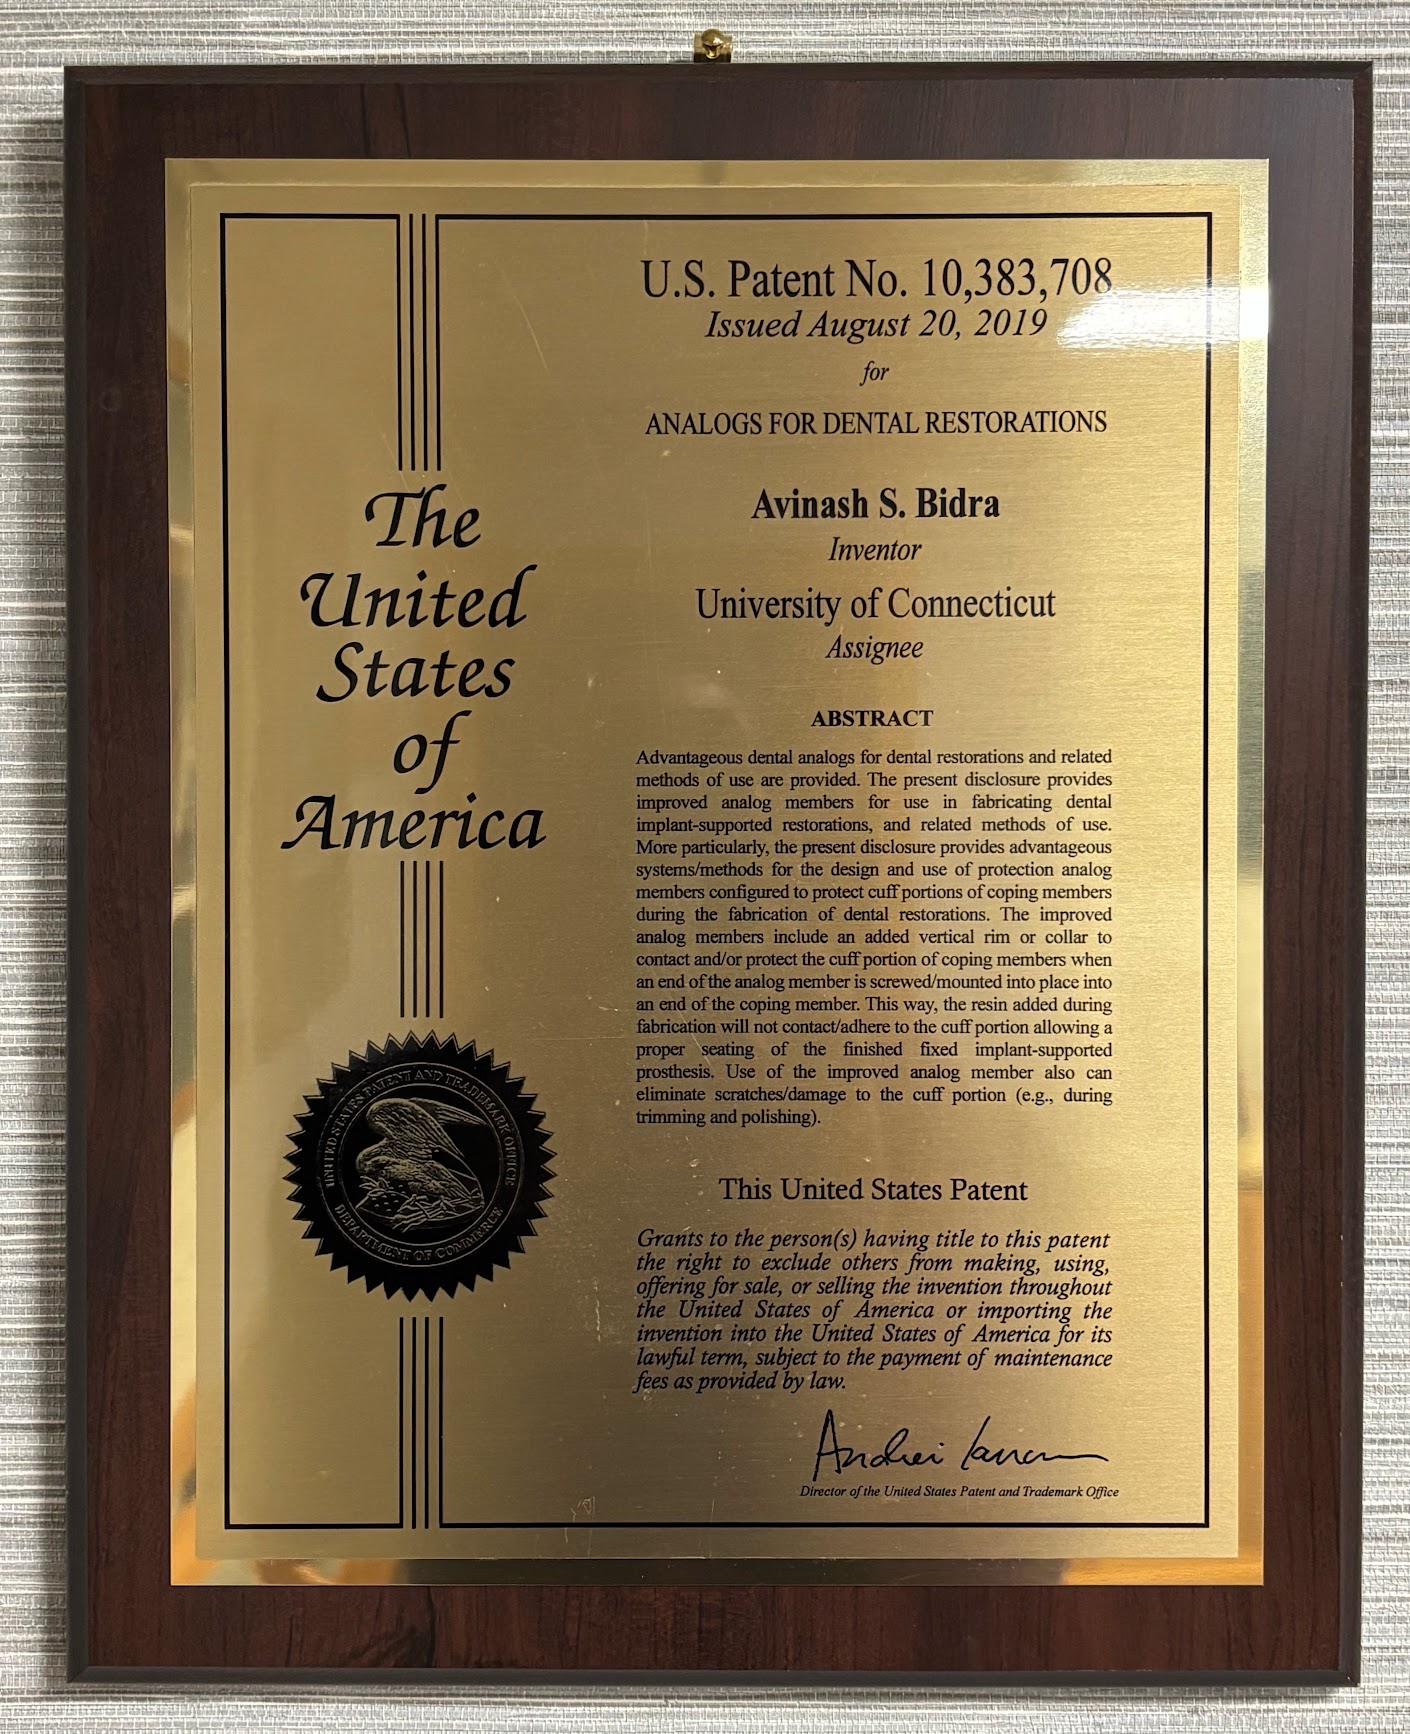 U.S. Patent No. 10,383,708
Issued August 20, 2019
for
ANALOGS FOR DENTAL RESTORATIONS
Avinash S. Bidra
Inventor
University of Connecticut
Assignee
ABSTRACT
Advantageous dental analogs for dental restorations and related
methods of use are provided. The present disclosure provides
improved analog members for use in fabricating dental
implant-supported restorations, and related methods of use.
More particularly, the present disclosure provides advantageous
systems/methods for the design and use of protection analog
members configured to protect cuff portions of coping members
during the fabrication of dental restorations. The improved
analog members include an added vertical rim or collar to
contact and/or protect the cuff portion of coping members when
an end of the analog member is screwed/mounted into place into
an end of the coping member. This way, the resin added during
fabrication will not contact/adhere to the cuff portion allowing a
proper seating of the finished fixed implant-supported
prosthesis. Use of the improved analog member also can
eliminate scratches/damage to the cuff portion (e.g., during
trimming and polishing).
This United States Patent
Grants to the person(s) having title to this patent
the right to exclude others from making, using,
offering for sale, or selling the invention throughout
the United States of America or importing the
invention into the United States of America for its
lawful term, subject to the payment of maintenance
fees as provided by law.
Andrei Iancu
Director of the United States Patent and Trademark Office
The
United
States
of
America
UNITED STATES PATENT AND TRADEMARK OFFICE
DEPARTMENT OF COMMERCE